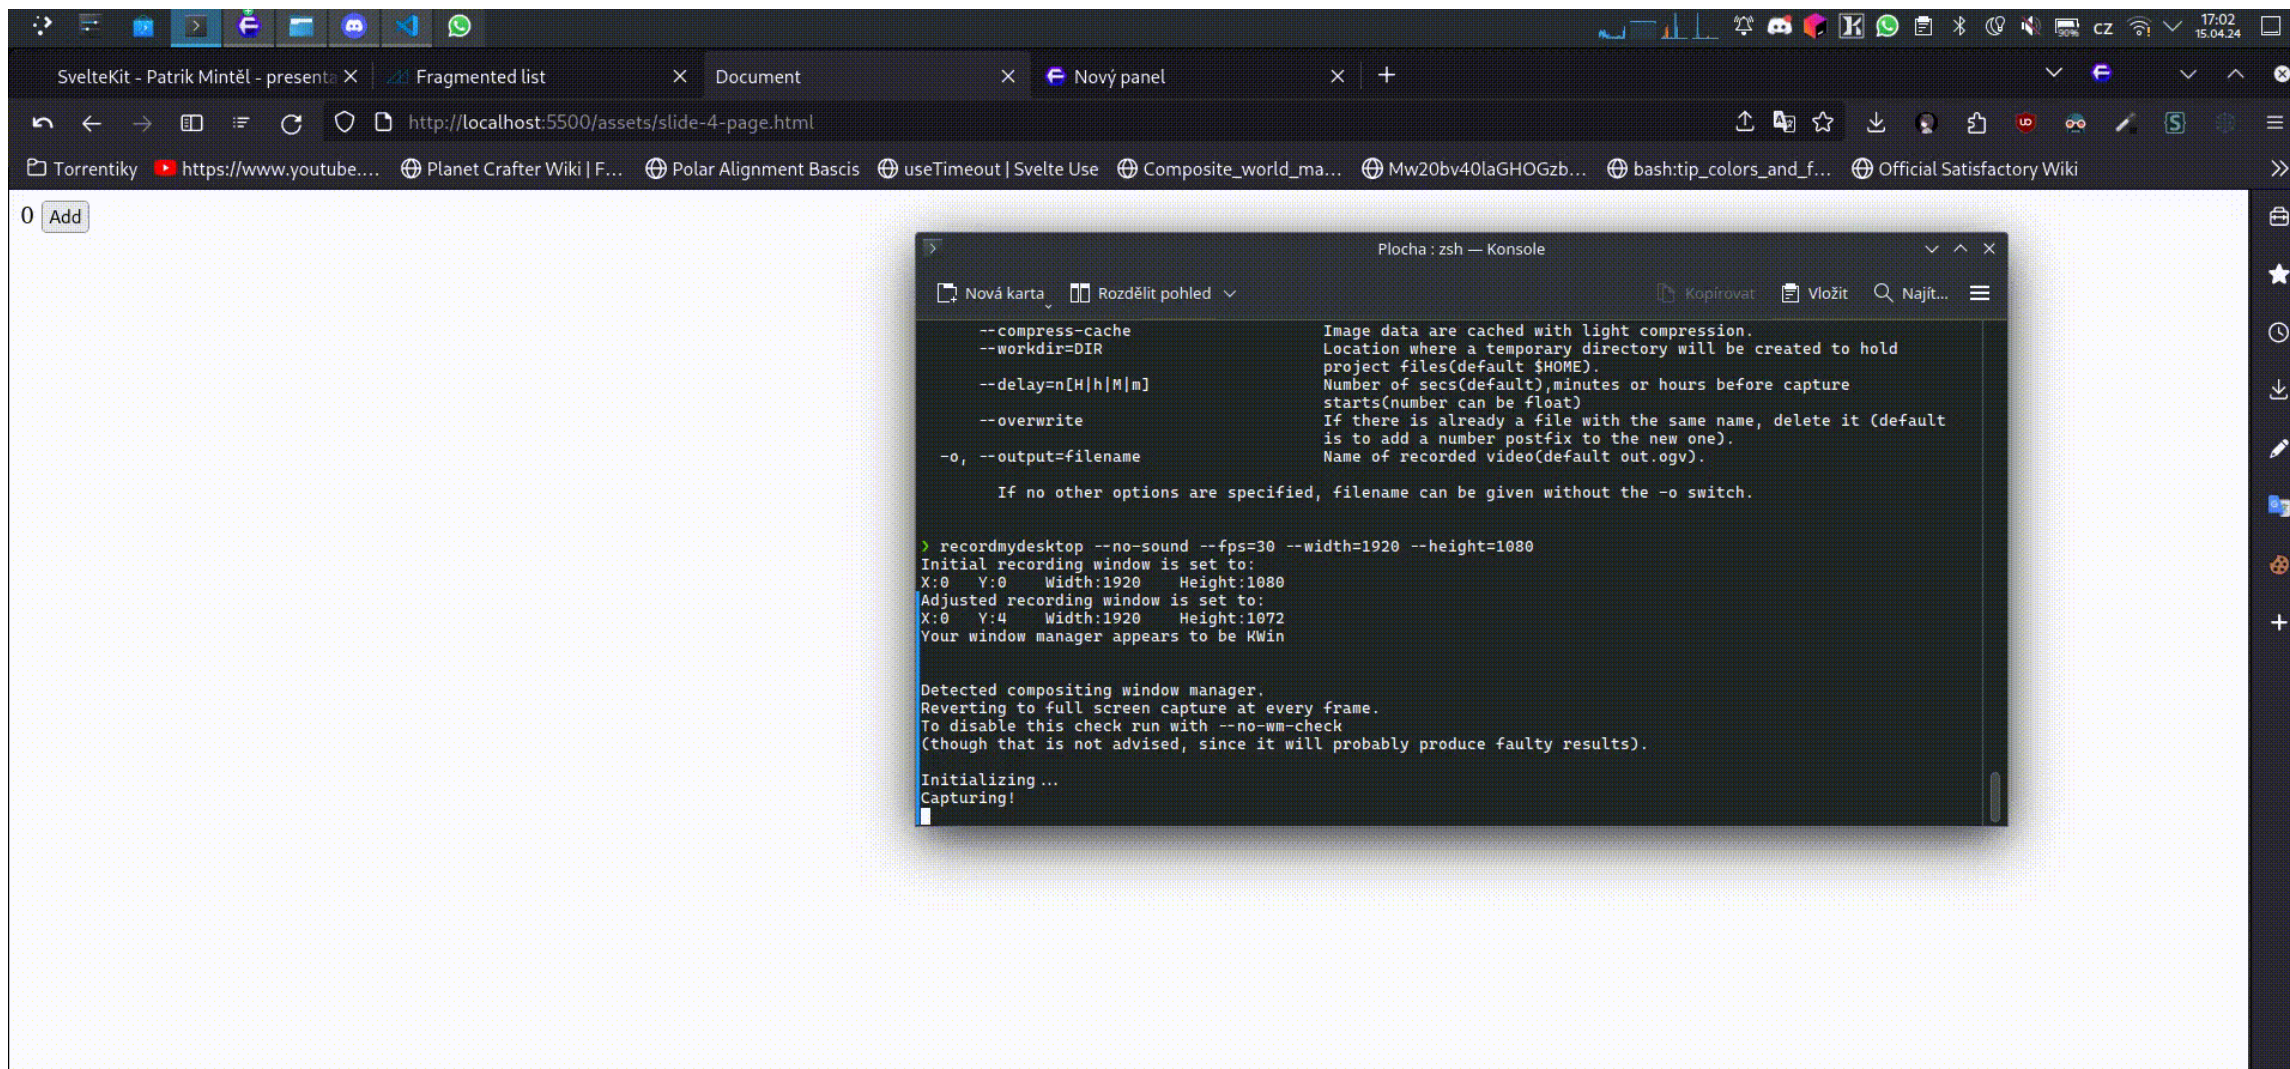 90% CZ 17:02
15.04.24
SvelteKit - Patrik Mintěl - presenta Fragmented list Document Nový panel
http://localhost:5500/assets/slide-4-page.html
Torrentiky https://www.youtube.... Planet Crafter Wiki | F... Polar Alignment Bascis useTimeout | Svelte Use Composite_world_ma... Mw20bv40laGHOGzb... bash:tip_colors_and_f... Official Satisfactory Wiki
0 Add
Plocha : zsh — Konsole
Nová karta Rozdělit pohled Kopírovat Vložit Najít...
--compress-cache Image data are cached with light compression.
--workdir=DIR Location where a temporary directory will be created to hold
project files(default $HOME).
--delay=n[H|h|M|m] Number of secs(default),minutes or hours before capture
starts(number can be float)
--overwrite If there is already a file with the same name, delete it (default
is to add a number postfix to the new one).
-o, --output=filename Name of recorded video(default out.ogv).
If no other options are specified, filename can be given without the -o switch.
❯ recordmydesktop --no-sound --fps=30 --width=1920 --height=1080
Initial recording window is set to:
X:0 Y:0 Width:1920 Height:1080
Adjusted recording window is set to:
X:0 Y:4 Width:1920 Height:1072
Your window manager appears to be KWin
Detected compositing window manager.
Reverting to full screen capture at every frame.
To disable this check run with --no-wm-check
(though that is not advised, since it will probably produce faulty results).
Initializing...
Capturing!